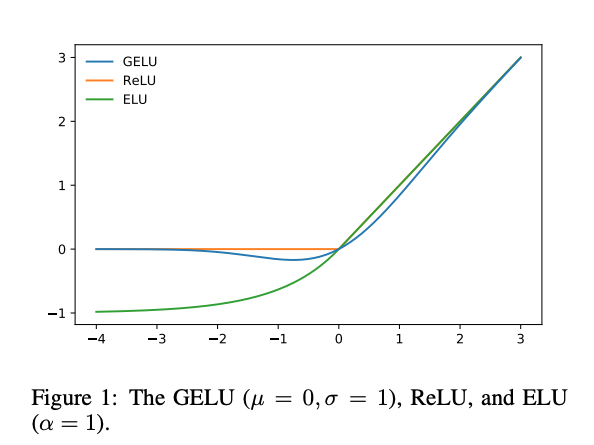 3
GELU
ReLU
ELU
2
1
0
−1
−4 −3 −2 −1 0 1 2 3
Figure 1: The GELU (μ = 0, σ = 1), ReLU, and ELU
(α = 1).